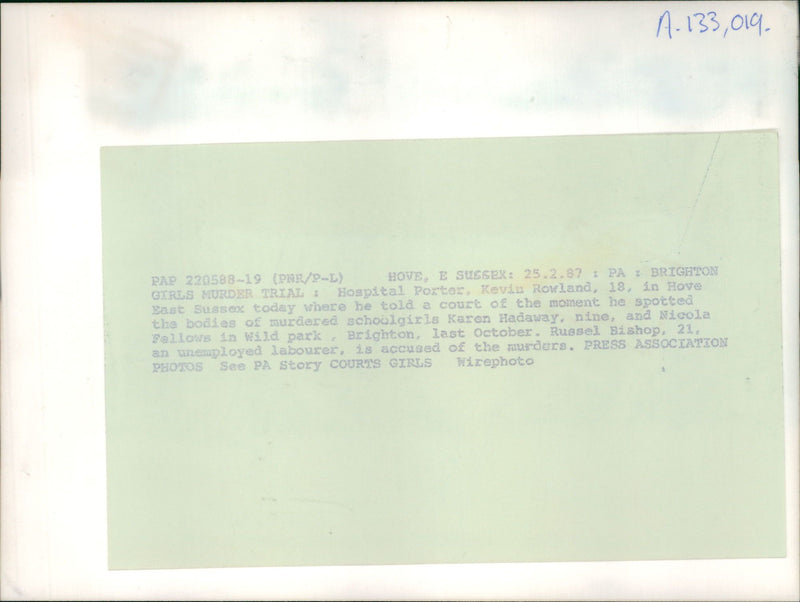 A-133,019.
PAP 220588-19 (PNR/P-L) HOVE, E SUSSEX: 25.2.87 : PA : BRIGHTON
GIRLS MURDER TRIAL : Hospital Porter, Kevin Rowland, 18, in Hove
East Sussex today where he told a court of the moment he spotted
the bodies of murdered schoolgirls Karen Hadaway, nine, and Nicola
Fellows in Wild park , Brighton, last October. Russel Bishop, 21,
an unemployed labourer, is accused of the murders. PRESS ASSOCIATION
PHOTOS See PA Story COURTS GIRLS Wirephoto